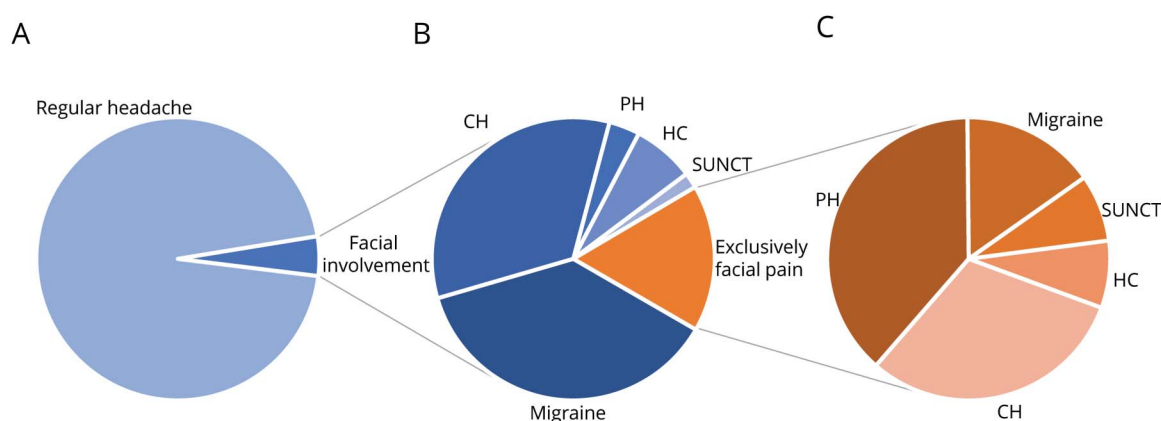 A
Regular headache
Facial
involvement
B
CH
PH
HC
SUNCT
Exclusively
facial pain
Migraine
C
Migraine
SUNCT
HC
CH
PH